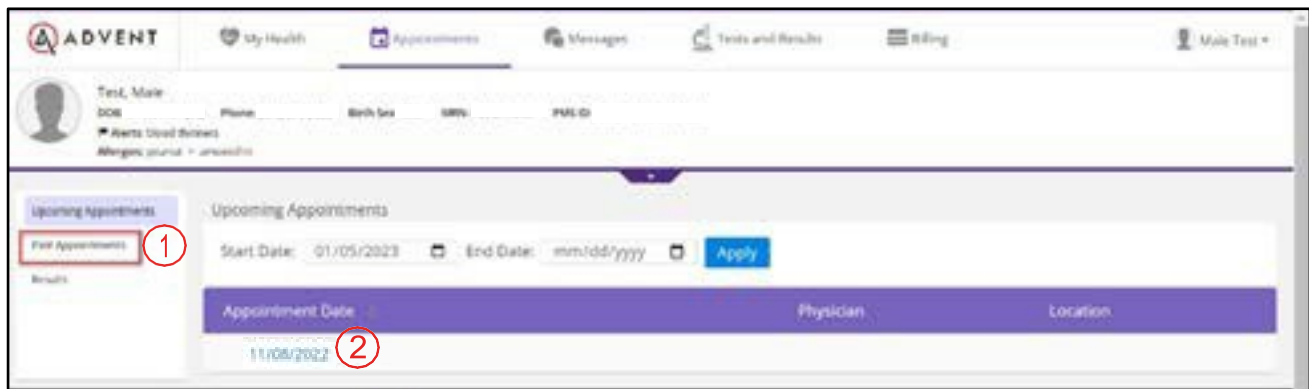 ADVENT My Health Appointments Messages Tests and Results Billing Male Test
Test, Male
DOB Phone Birth Sex MRN: PMS ID
Alerts: Blood thinners
Allergies:
Upcoming Appointments
Past Appointments 1
Results
Upcoming Appointments
Start Date: 01/05/2023 End Date: mm/dd/yyyy Apply
Appointment Date Physician Location
11/08/2022 2